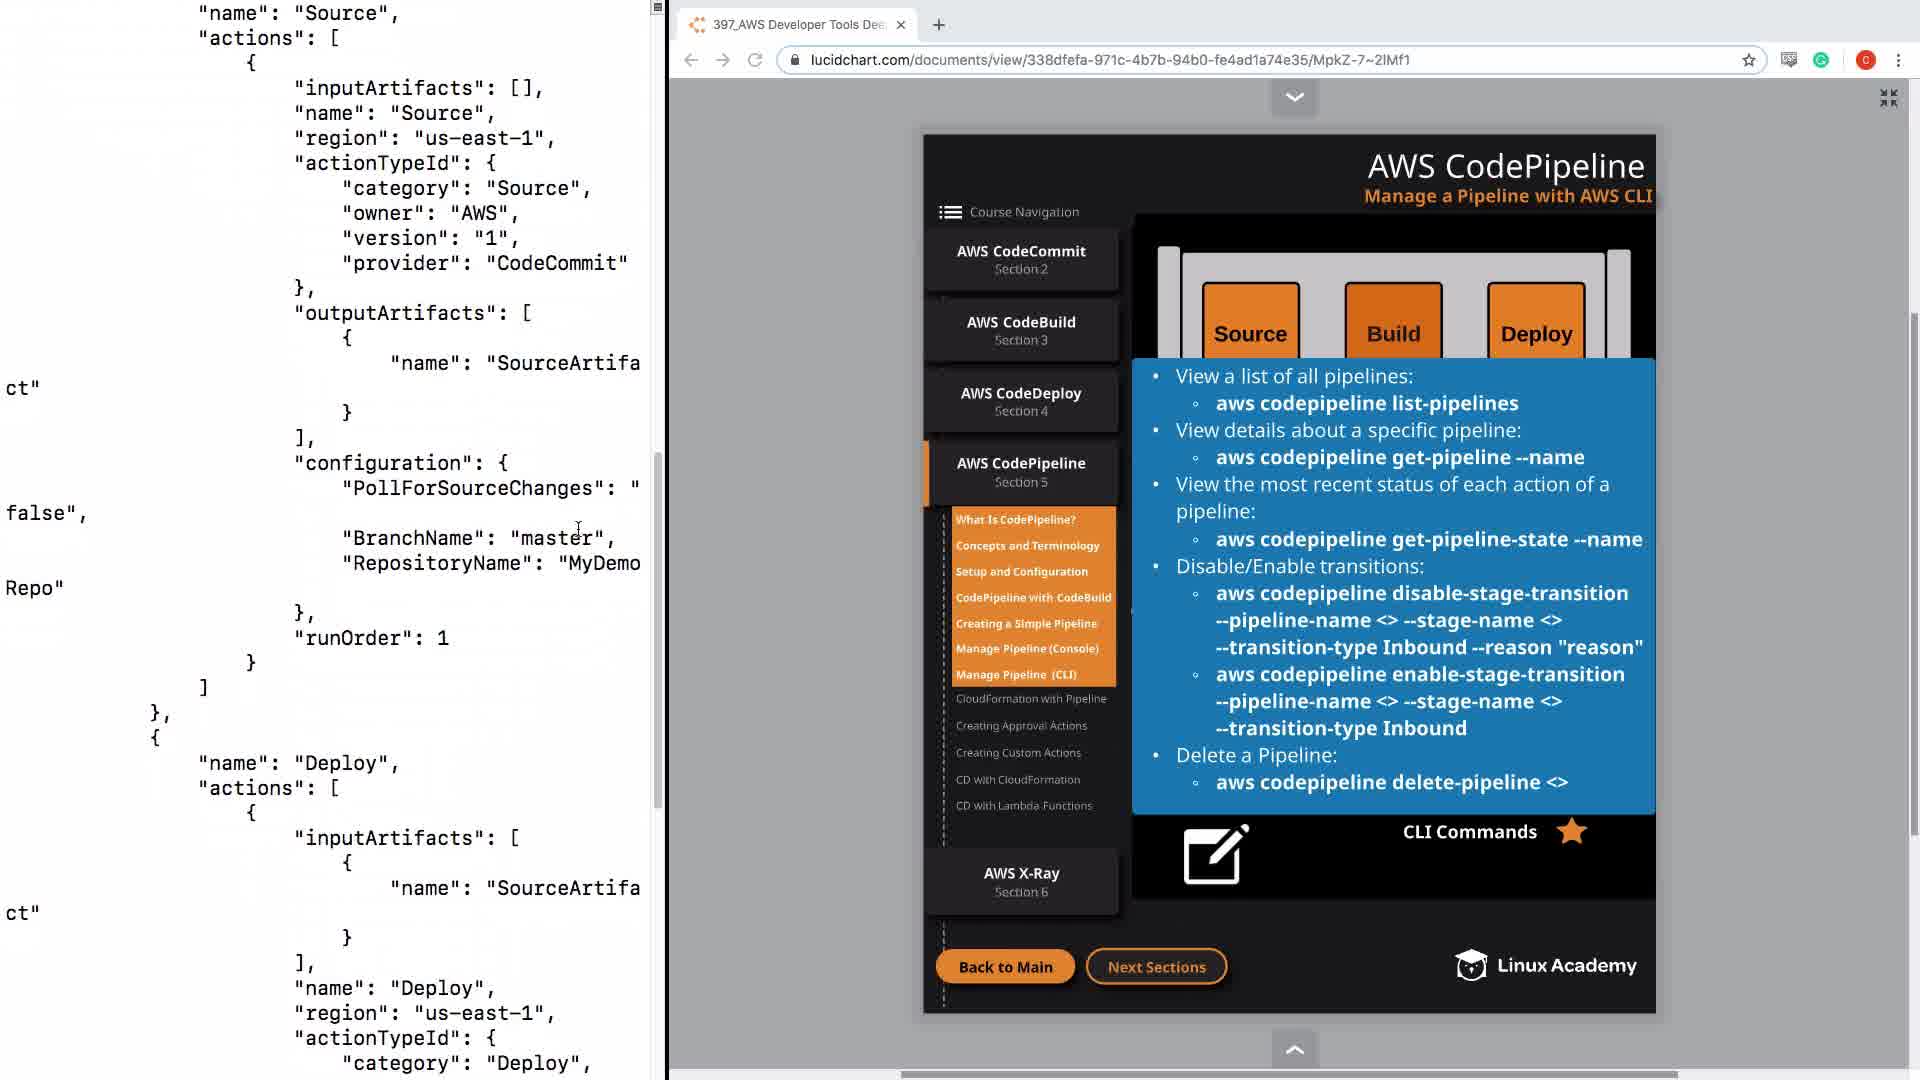 "name": "Source",
"actions": [
{
"inputArtifacts": [],
"name": "Source",
"region": "us-east-1",
"actionTypeId": {
"category": "Source",
"owner": "AWS",
"version": "1",
"provider": "CodeCommit"
},
"outputArtifacts": [
{
"name": "SourceArtifa
ct"
}
],
"configuration": {
"PollForSourceChanges": "
false",
"BranchName": "master",
"RepositoryName": "MyDemo
Repo"
},
"runOrder": 1
}
]
},
{
"name": "Deploy",
"actions": [
{
"inputArtifacts": [
{
"name": "SourceArtifa
ct"
}
],
"name": "Deploy",
"region": "us-east-1",
"actionTypeId": {
"category": "Deploy",
397_AWS Developer Tools Dee
lucidchart.com/documents/view/338dfefa-971c-4b7b-94b0-fe4ad1a74e35/MpkZ-7~2lMf1
C
AWS CodePipeline
Manage a Pipeline with AWS CLI
Course Navigation
AWS CodeCommit
Section 2
AWS CodeBuild
Section 3
AWS CodeDeploy
Section 4
AWS CodePipeline
Section 5
What Is CodePipeline?
Concepts and Terminology
Setup and Configuration
CodePipeline with CodeBuild
Creating a Simple Pipeline
Manage Pipeline (Console)
Manage Pipeline (CLI)
CloudFormation with Pipeline
Creating Approval Actions
Creating Custom Actions
CD with CloudFormation
CD with Lambda Functions
AWS X-Ray
Section 6
Source
Build
Deploy
• View a list of all pipelines:
◦ aws codepipeline list-pipelines
• View details about a specific pipeline:
◦ aws codepipeline get-pipeline --name
• View the most recent status of each action of a
pipeline:
◦ aws codepipeline get-pipeline-state --name
• Disable/Enable transitions:
◦ aws codepipeline disable-stage-transition
--pipeline-name <> --stage-name <>
--transition-type Inbound --reason "reason"
◦ aws codepipeline enable-stage-transition
--pipeline-name <> --stage-name <>
--transition-type Inbound
• Delete a Pipeline:
◦ aws codepipeline delete-pipeline <>
CLI Commands
Back to Main
Next Sections
Linux Academy